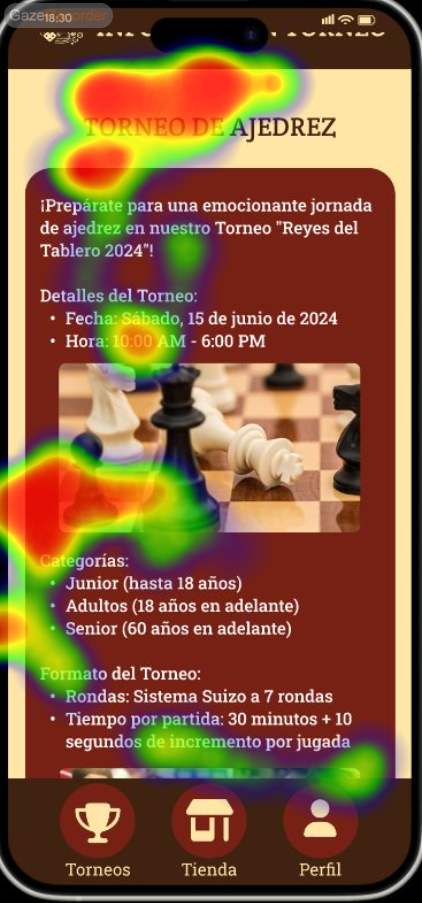 GazeRecorder
18:30
TORNEO DE AJEDREZ
¡Prepárate para una emocionante jornada
de ajedrez en nuestro Torneo "Reyes del
Tablero 2024"!
Detalles del Torneo:
• Fecha: Sábado, 15 de junio de 2024
• Hora: 10:00 AM - 6:00 PM
Categorías:
• Junior (hasta 18 años)
• Adultos (18 años en adelante)
• Senior (60 años en adelante)
Formato del Torneo:
• Rondas: Sistema Suizo a 7 rondas
• Tiempo por partida: 30 minutos + 10
segundos de incremento por jugada
Torneos
Tienda
Perfil